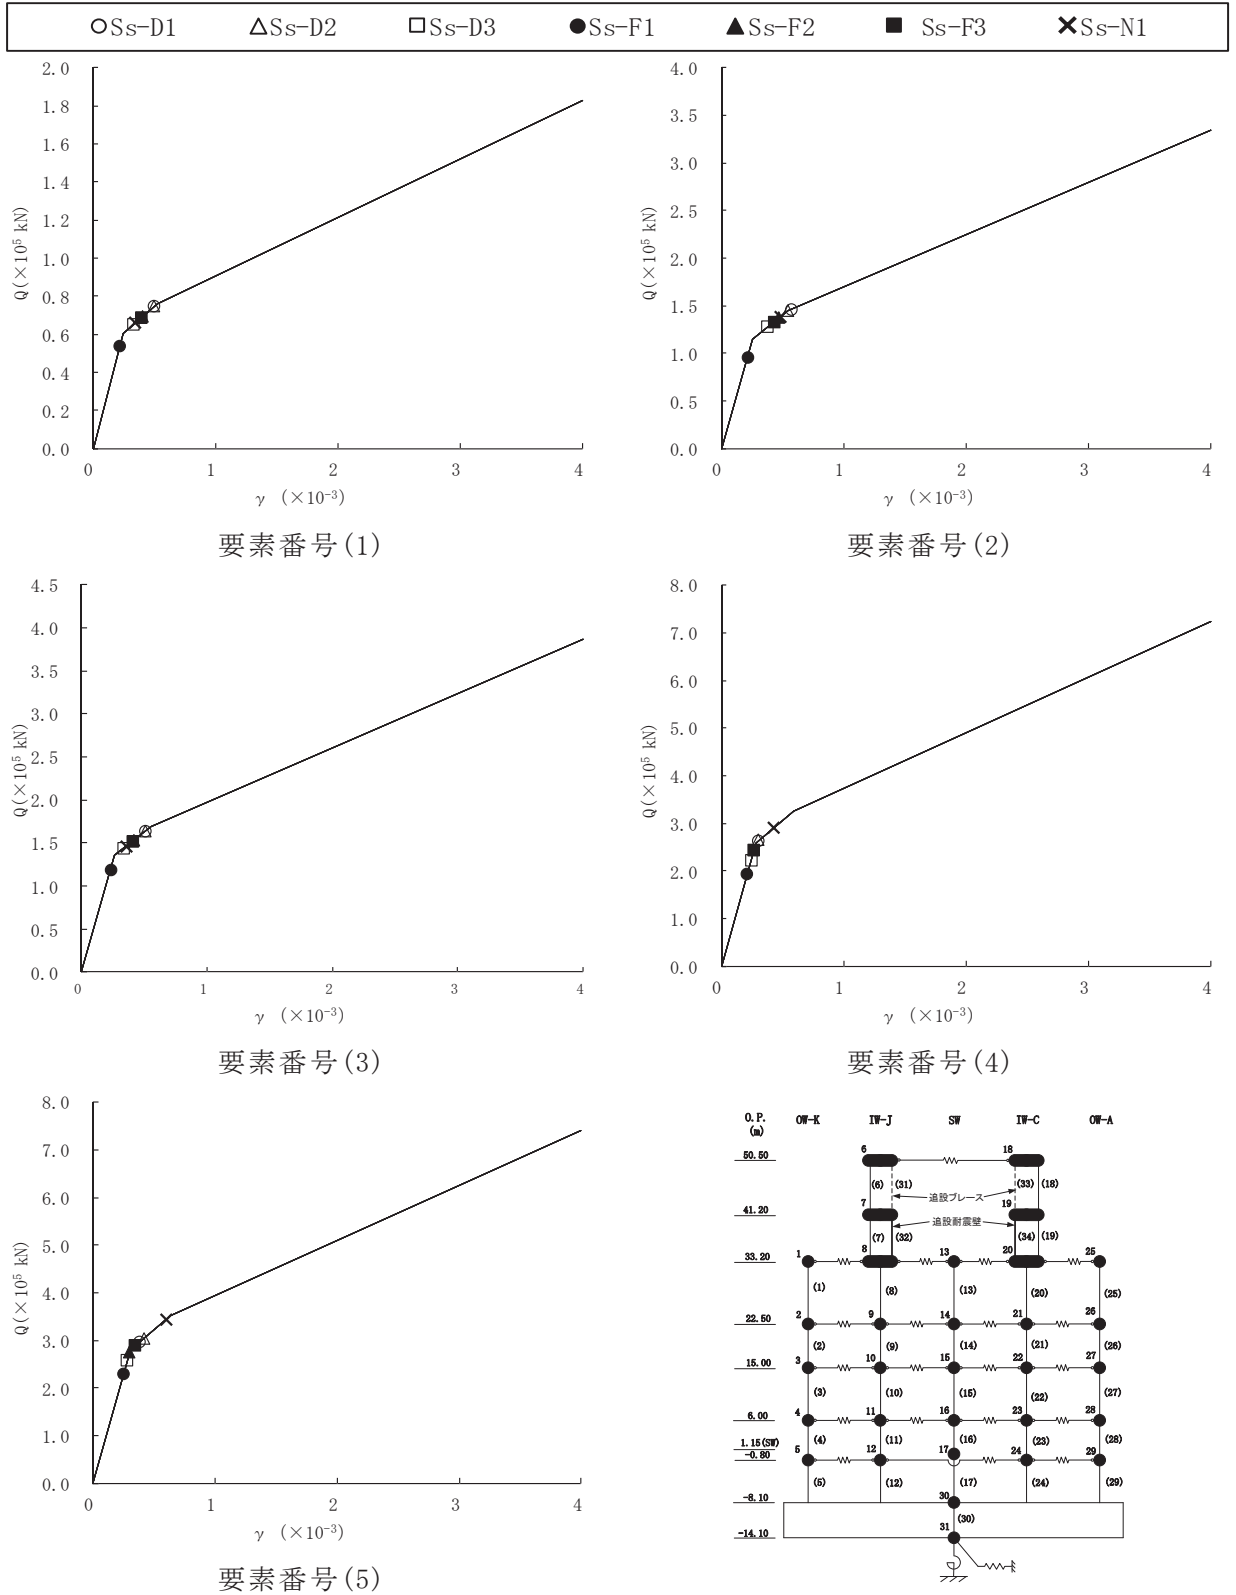 ○Ss-D1 △Ss-D2 □Ss-D3 ●Ss-F1 ▲Ss-F2 ■ Ss-F3 ×Ss-N1
2.0
1.8
1.6
1.4
1.2
1.0
0.8
0.6
0.4
0.2
0.0
Q(×10⁵ kN)
0 1 2 3 4
γ (×10⁻³)
要素番号(1)
4.0
3.5
3.0
2.5
2.0
1.5
1.0
0.5
0.0
Q(×10⁵ kN)
0 1 2 3 4
γ (×10⁻³)
要素番号(2)
4.5
4.0
3.5
3.0
2.5
2.0
1.5
1.0
0.5
0.0
Q(×10⁵ kN)
0 1 2 3 4
γ (×10⁻³)
要素番号(3)
8.0
7.0
6.0
5.0
4.0
3.0
2.0
1.0
0.0
Q(×10⁵ kN)
0 1 2 3 4
γ (×10⁻³)
要素番号(4)
8.0
7.0
6.0
5.0
4.0
3.0
2.0
1.0
0.0
Q(×10⁵ kN)
0 1 2 3 4
γ (×10⁻³)
要素番号(5)
O.P. OW-K IW-J SW IW-C OW-A
(m)
50.50 6 18
(6) (31) (33) (18)
追設ブレース
41.20 7 19
追設耐震壁
(7) (32) (34) (19)
33.20 1 8 13 20 25
(1) (8) (13) (20) (25)
22.50 2 9 14 21 26
(2) (9) (14) (21) (26)
15.00 3 10 15 22 27
(3) (10) (15) (22) (27)
6.00 4 11 16 23 28
(4) (11) (16) (23) (28)
1.15(SW) 17
-0.80 5 12 24 29
(5) (12) (17) (24) (29)
-8.10 30
(30)
-14.10 31